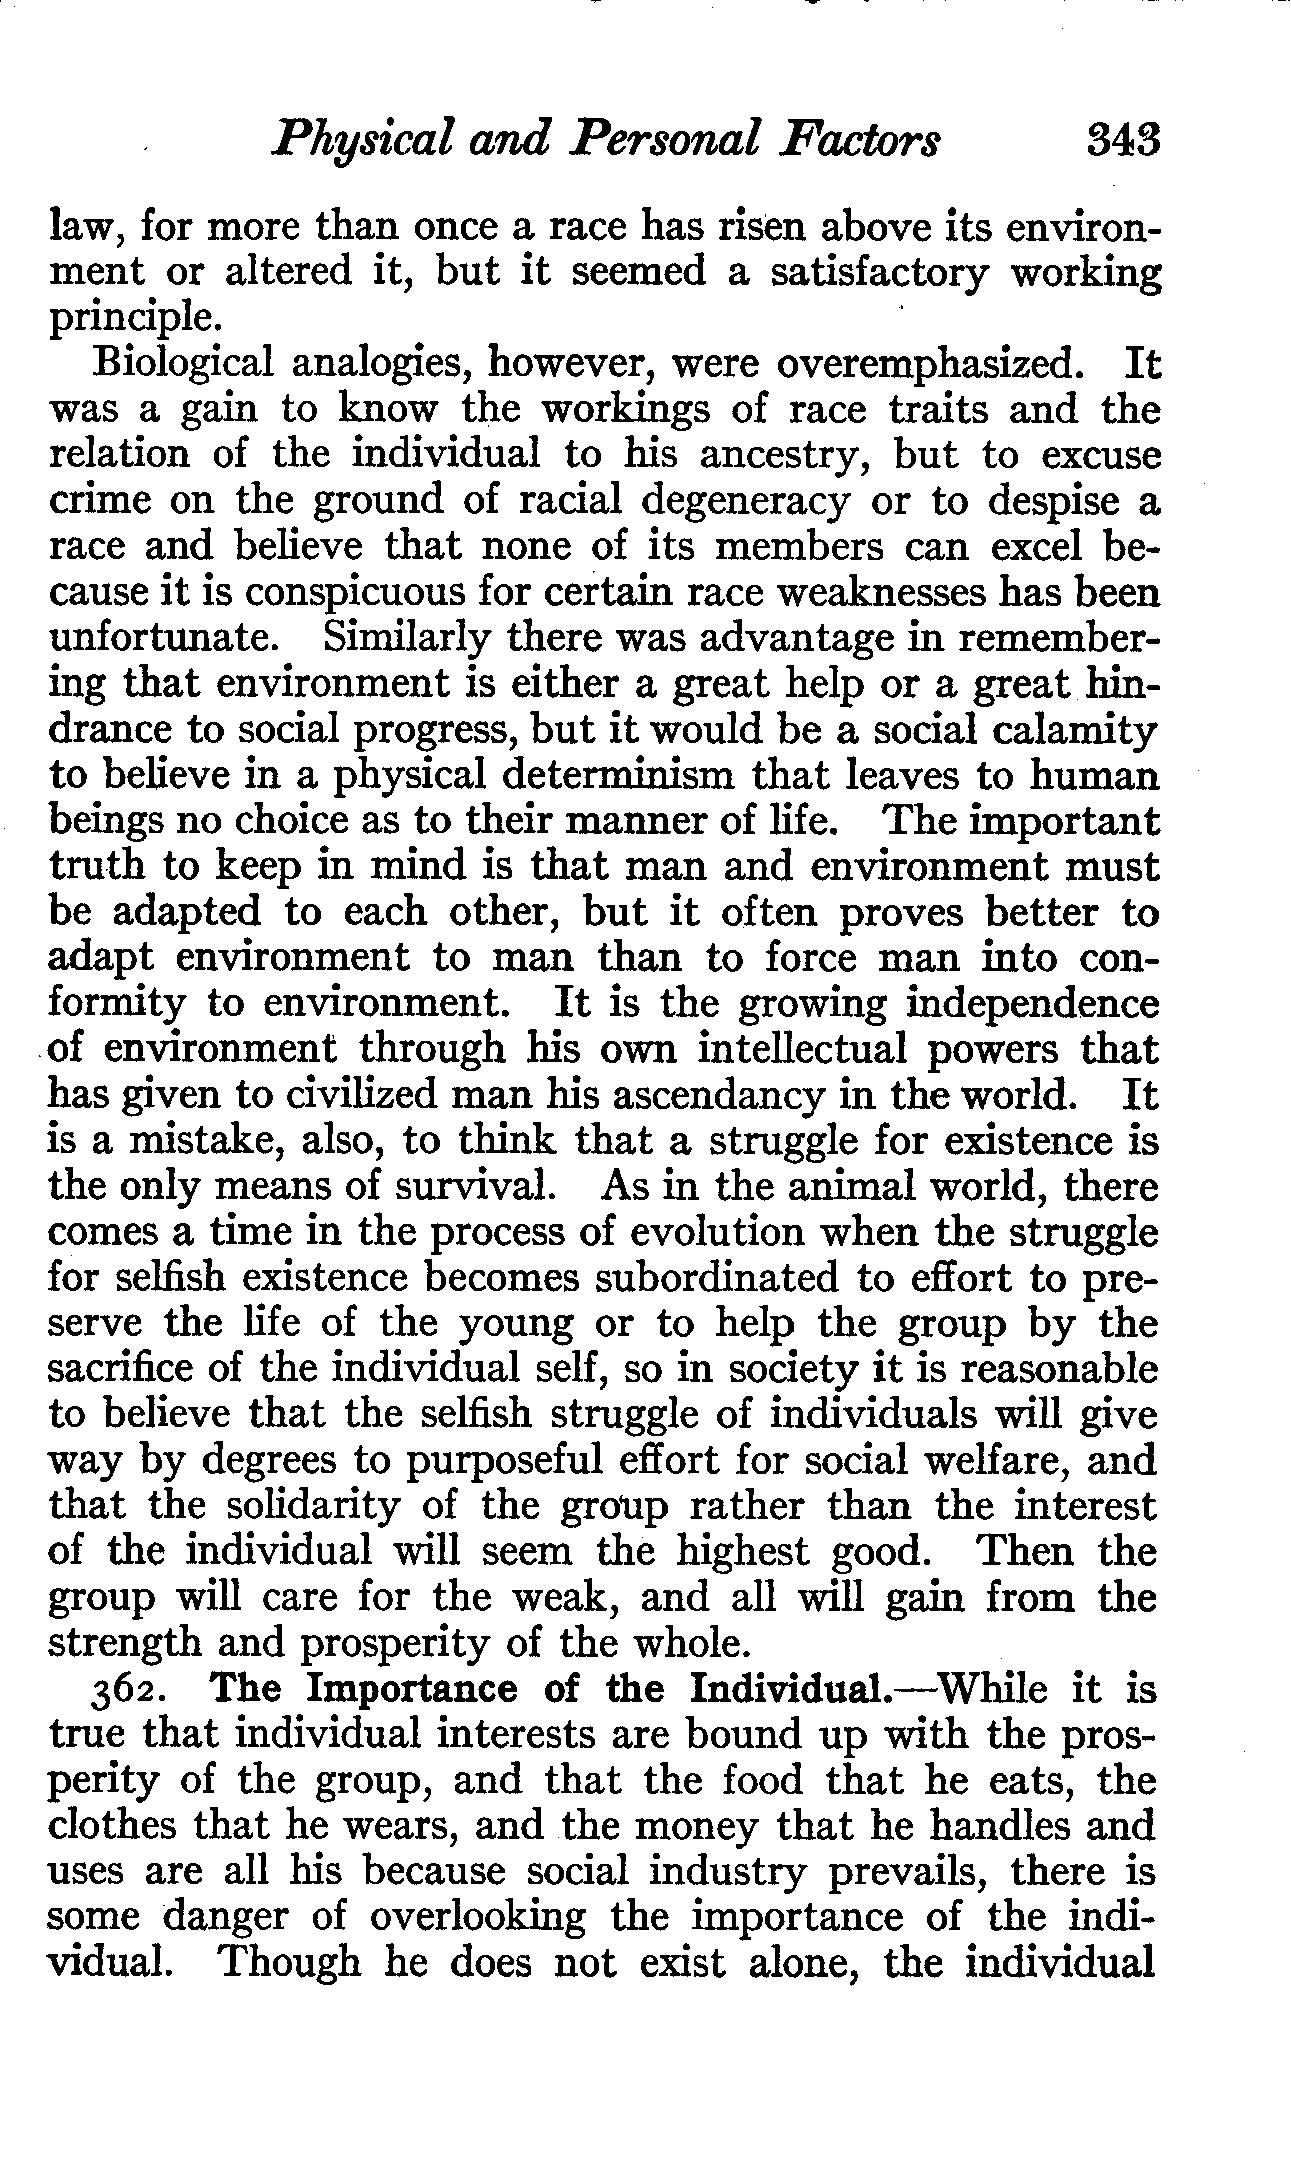 Physical and Personal Factors 343
law, for more than once a race has risen above its environ-
ment or altered it, but it seemed a satisfactory working
principle.
Biological analogies, however, were overemphasized. It
was a gain to know the workings of race traits and the
relation of the individual to his ancestry, but to excuse
crime on the ground of racial degeneracy or to despise a
race and believe that none of its members can excel be-
cause it is conspicuous for certain race weaknesses has been
unfortunate. Similarly there was advantage in remember-
ing that environment is either a great help or a great hin-
drance to social progress, but it would be a social calamity
to believe in a physical determinism that leaves to human
beings no choice as to their manner of life. The important
truth to keep in mind is that man and environment must
be adapted to each other, but it often proves better to
adapt environment to man than to force man into con-
formity to environment. It is the growing independence
of environment through his own intellectual powers that
has given to civilized man his ascendancy in the world. It
is a mistake, also, to think that a struggle for existence is
the only means of survival. As in the animal world, there
comes a time in the process of evolution when the struggle
for selfish existence becomes subordinated to effort to pre-
serve the life of the young or to help the group by the
sacrifice of the individual self, so in society it is reasonable
to believe that the selfish struggle of individuals will give
way by degrees to purposeful effort for social welfare, and
that the solidarity of the group rather than the interest
of the individual will seem the highest good. Then the
group will care for the weak, and all will gain from the
strength and prosperity of the whole.
362. The Importance of the Individual.—While it is
true that individual interests are bound up with the pros-
perity of the group, and that the food that he eats, the
clothes that he wears, and the money that he handles and
uses are all his because social industry prevails, there is
some danger of overlooking the importance of the indi-
vidual. Though he does not exist alone, the individual